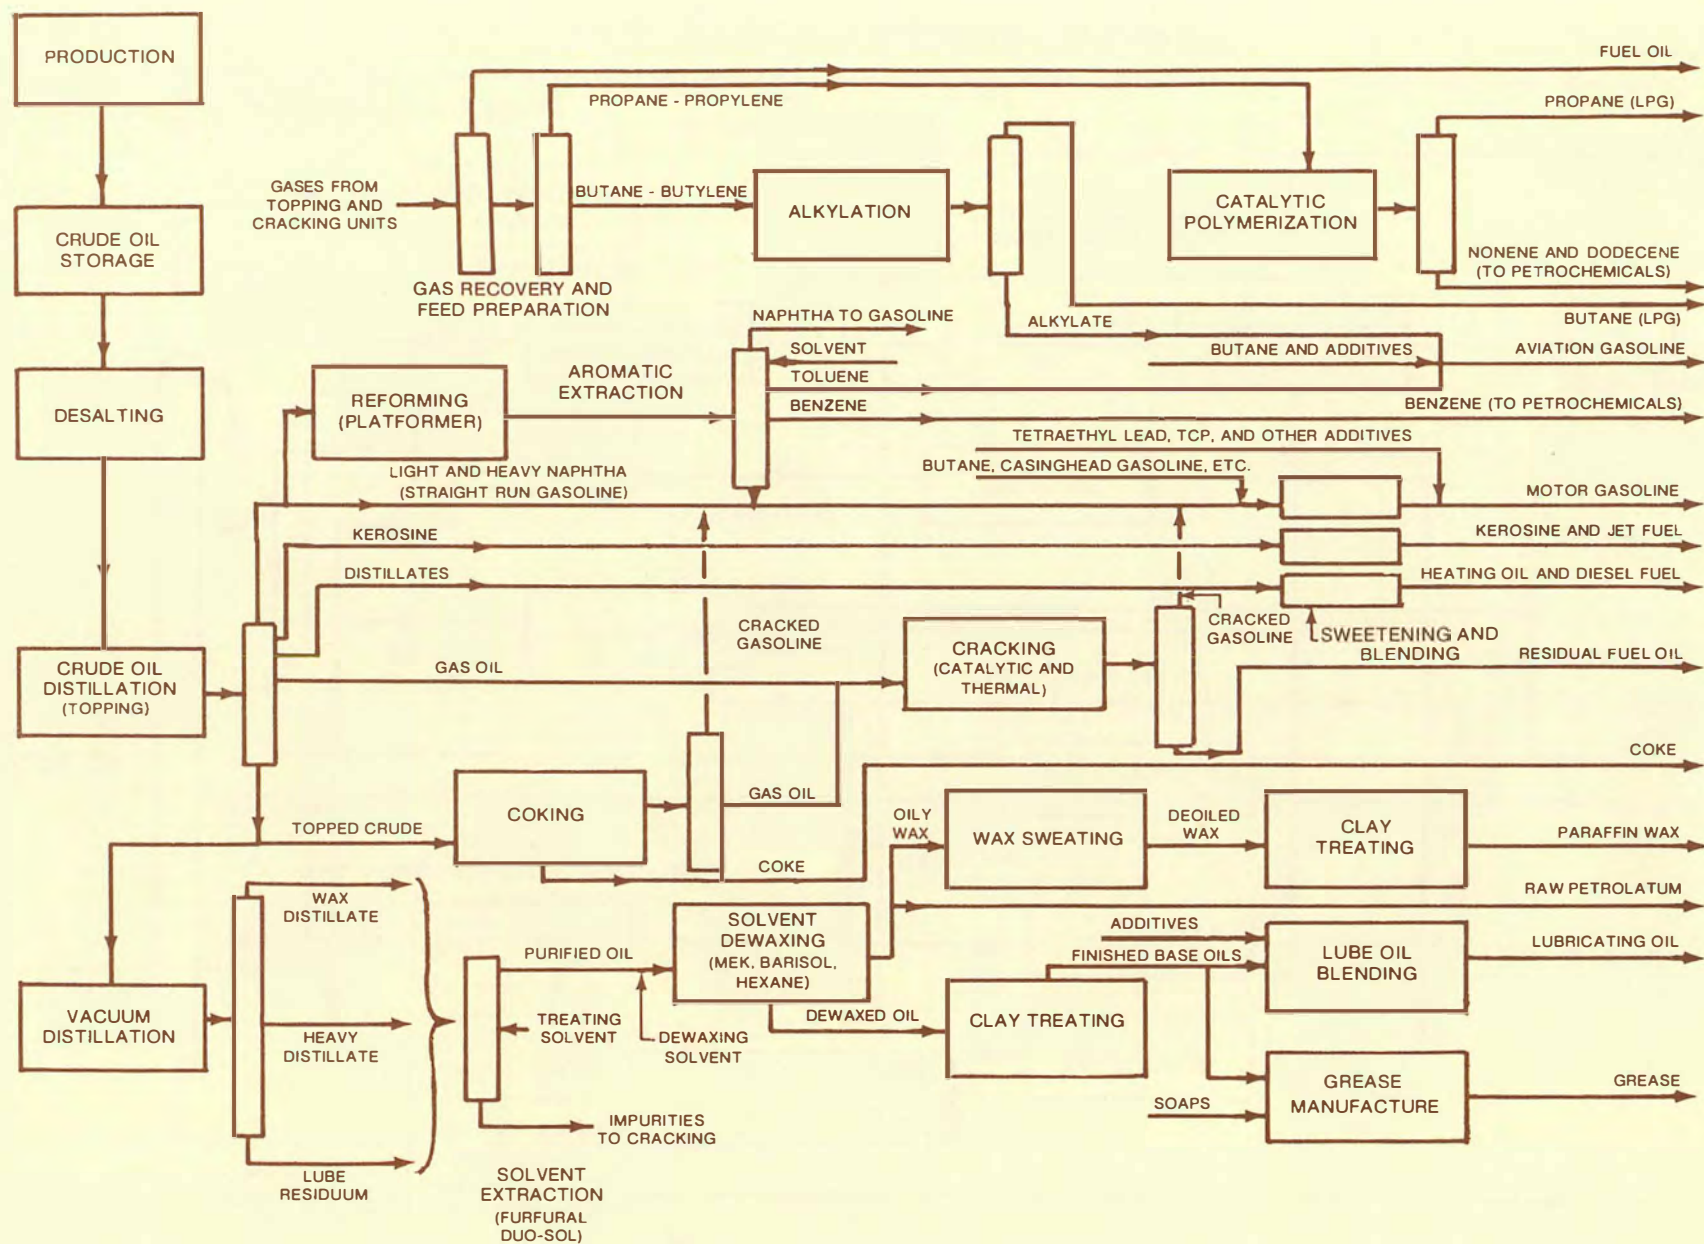 PRODUCTION
CRUDE OIL
STORAGE
DESALTING
CRUDE OIL
DISTILLATION
(TOPPING)
VACUUM
DISTILLATION
FUEL OIL
PROPANE - PROPYLENE
PROPANE (LPG)
GASES FROM
TOPPING AND
CRACKING UNITS
BUTANE - BUTYLENE
ALKYLATION
CATALYTIC
POLYMERIZATION
GAS RECOVERY AND
FEED PREPARATION
NONENE AND DODECENE
(TO PETROCHEMICALS)
BUTANE (LPG)
NAPHTHA TO GASOLINE
ALKYLATE
SOLVENT
BUTANE AND ADDITIVES
AVIATION GASOLINE
REFORMING
(PLATFORMER)
AROMATIC
EXTRACTION
TOLUENE
BENZENE
BENZENE (TO PETROCHEMICALS)
TETRAETHYL LEAD, TCP, AND OTHER ADDITIVES
BUTANE, CASINGHEAD GASOLINE, ETC.
LIGHT AND HEAVY NAPHTHA
(STRAIGHT RUN GASOLINE)
MOTOR GASOLINE
KEROSINE
KEROSINE AND JET FUEL
DISTILLATES
HEATING OIL AND DIESEL FUEL
CRACKED
GASOLINE
CRACKING
(CATALYTIC AND
THERMAL)
CRACKED
GASOLINE
SWEETENING AND
BLENDING
RESIDUAL FUEL OIL
GAS OIL
COKE
COKING
GAS OIL
TOPPED CRUDE
COKE
OILY
WAX
WAX SWEATING
DEOILED
WAX
CLAY
TREATING
PARAFFIN WAX
RAW PETROLATUM
WAX
DISTILLATE
SOLVENT
DEWAXING
(MEK, BARISOL,
HEXANE)
PURIFIED OIL
ADDITIVES
FINISHED BASE OILS
LUBE OIL
BLENDING
LUBRICATING OIL
HEAVY
DISTILLATE
TREATING
SOLVENT
DEWAXING
SOLVENT
DEWAXED OIL
CLAY TREATING
GREASE
MANUFACTURE
GREASE
SOAPS
IMPURITIES
TO CRACKING
LUBE
RESIDUUM
SOLVENT
EXTRACTION
(FURFURAL
DUO-SOL)